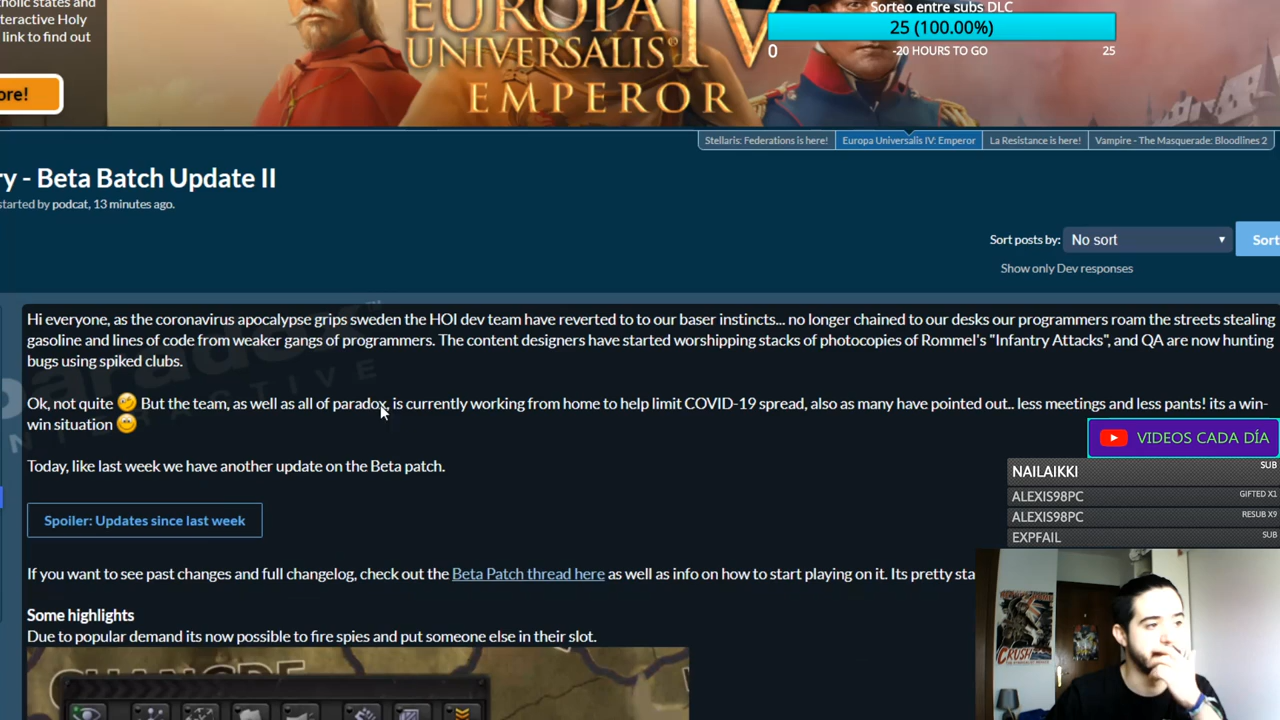 tholic states and
nteractive Holy
link to find out
ore!
EUROPA
UNIVERSALIS IV
EMPEROR
Sorteo entre subs DLC
25 (100.00%)
0
-20 HOURS TO GO
25
Stellaris: Federations is here!
Europa Universalis IV: Emperor
La Resistance is here!
Vampire - The Masquerade: Bloodlines 2
ry - Beta Batch Update II
started by podcat, 13 minutes ago.
Sort posts by:
No sort
Sort
Show only Dev responses
Hi everyone, as the coronavirus apocalypse grips sweden the HOI dev team have reverted to to our baser instincts... no longer chained to our desks our programmers roam the streets stealing
gasoline and lines of code from weaker gangs of programmers. The content designers have started worshipping stacks of photocopies of Rommel's "Infantry Attacks", and QA are now hunting
bugs using spiked clubs.
Ok, not quite But the team, as well as all of paradox, is currently working from home to help limit COVID-19 spread, also as many have pointed out.. less meetings and less pants! its a win-
win situation
Today, like last week we have another update on the Beta patch.
Spoiler: Updates since last week
If you want to see past changes and full changelog, check out the Beta Patch thread here as well as info on how to start playing on it. Its pretty sta
Some highlights
Due to popular demand its now possible to fire spies and put someone else in their slot.
VIDEOS CADA DÍA
NAILAIKKI SUB
ALEXIS98PC GIFTED X1
ALEXIS98PC RESUB X9
EXPFAIL SUB
CRUSH